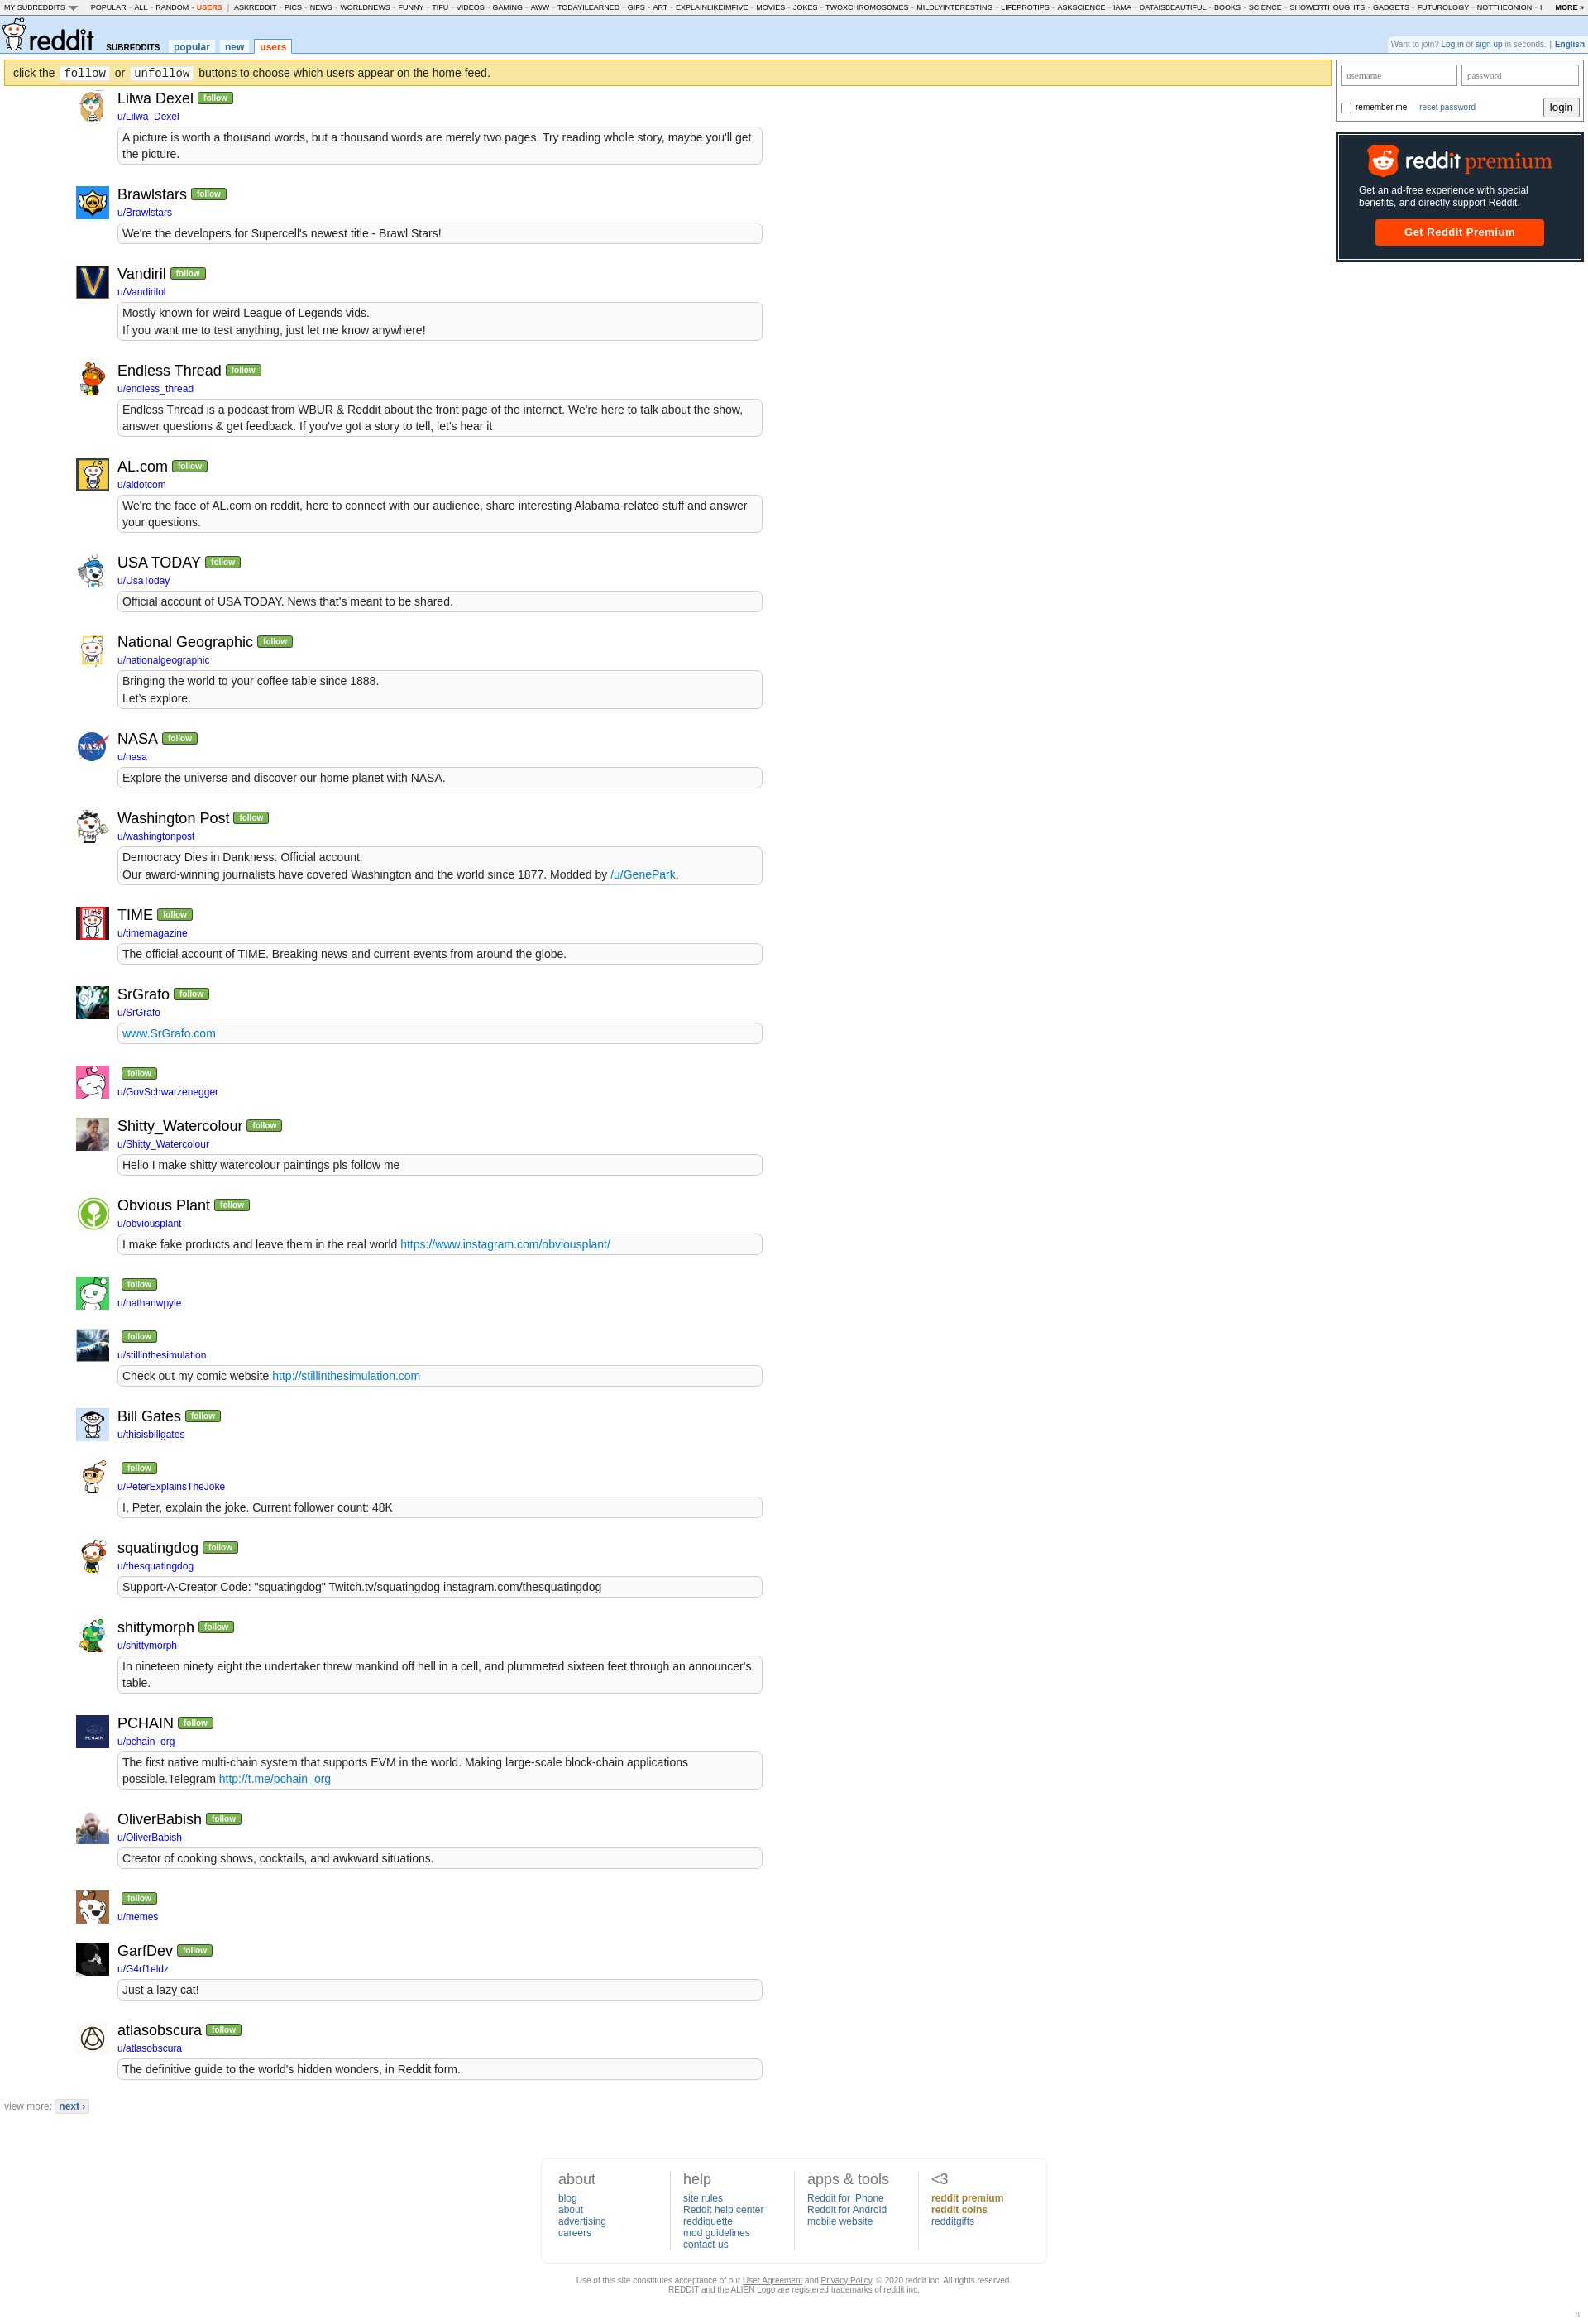 MY SUBREDDITS POPULAR - ALL - RANDOM - USERS | ASKREDDIT - PICS - NEWS - WORLDNEWS - FUNNY - TIFU - VIDEOS - GAMING - AWW - TODAYILEARNED - GIFS - ART - EXPLAINLIKEIMFIVE - MOVIES - JOKES - TWOXCHROMOSOMES - MILDLYINTERESTING - LIFEPROTIPS - ASKSCIENCE - IAMA - DATAISBEAUTIFUL - BOOKS - SCIENCE - SHOWERTHOUGHTS - GADGETS - FUTUROLOGY - NOTTHEONION - MORE »
reddit SUBREDDITS popular new users
Want to join? Log in or sign up in seconds. | English
click the follow or unfollow buttons to choose which users appear on the home feed.
username password
remember me reset password login
reddit premium
Get an ad-free experience with special
benefits, and directly support Reddit.
Get Reddit Premium
Lilwa Dexel follow
u/Lilwa_Dexel
A picture is worth a thousand words, but a thousand words are merely two pages. Try reading whole story, maybe you'll get
the picture.
Brawlstars follow
u/Brawlstars
We're the developers for Supercell's newest title - Brawl Stars!
Vandiril follow
u/Vandirilol
Mostly known for weird League of Legends vids.
If you want me to test anything, just let me know anywhere!
Endless Thread follow
u/endless_thread
Endless Thread is a podcast from WBUR & Reddit about the front page of the internet. We're here to talk about the show,
answer questions & get feedback. If you've got a story to tell, let's hear it
AL.com follow
u/aldotcom
We're the face of AL.com on reddit, here to connect with our audience, share interesting Alabama-related stuff and answer
your questions.
USA TODAY follow
u/UsaToday
Official account of USA TODAY. News that's meant to be shared.
National Geographic follow
u/nationalgeographic
Bringing the world to your coffee table since 1888.
Let's explore.
NASA
NASA follow
u/nasa
Explore the universe and discover our home planet with NASA.
Washington Post follow
u/washingtonpost
Democracy Dies in Dankness. Official account.
Our award-winning journalists have covered Washington and the world since 1877. Modded by /u/GenePark.
TIME follow
u/timemagazine
The official account of TIME. Breaking news and current events from around the globe.
SrGrafo follow
u/SrGrafo
www.SrGrafo.com
follow
u/GovSchwarzenegger
Shitty_Watercolour follow
u/Shitty_Watercolour
Hello I make shitty watercolour paintings pls follow me
Obvious Plant follow
u/obviousplant
I make fake products and leave them in the real world https://www.instagram.com/obviousplant/
follow
u/nathanwpyle
follow
u/stillinthesimulation
Check out my comic website http://stillinthesimulation.com
Bill Gates follow
u/thisisbillgates
follow
u/PeterExplainsTheJoke
I, Peter, explain the joke. Current follower count: 48K
squatingdog follow
u/thesquatingdog
Support-A-Creator Code: "squatingdog" Twitch.tv/squatingdog instagram.com/thesquatingdog
shittymorph follow
u/shittymorph
In nineteen ninety eight the undertaker threw mankind off hell in a cell, and plummeted sixteen feet through an announcer's
table.
PCHAIN
PCHAIN follow
u/pchain_org
The first native multi-chain system that supports EVM in the world. Making large-scale block-chain applications
possible.Telegram http://t.me/pchain_org
OliverBabish follow
u/OliverBabish
Creator of cooking shows, cocktails, and awkward situations.
follow
u/memes
GarfDev follow
u/G4rf1eldz
Just a lazy cat!
atlasobscura follow
u/atlasobscura
The definitive guide to the world's hidden wonders, in Reddit form.
view more: next ›
about
blog
about
advertising
careers
help
site rules
Reddit help center
reddiquette
mod guidelines
contact us
apps & tools
Reddit for iPhone
Reddit for Android
mobile website
<3
reddit premium
reddit coins
redditgifts
Use of this site constitutes acceptance of our User Agreement and Privacy Policy. © 2020 reddit inc. All rights reserved.
REDDIT and the ALIEN Logo are registered trademarks of reddit inc.
π